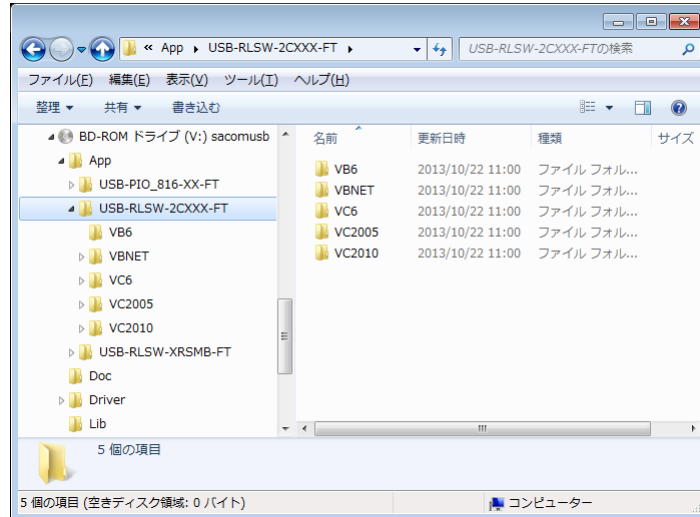 « App ▸ USB-RLSW-2CXXX-FT ▸
USB-RLSW-2CXXX-FTの検索
ファイル(F) 編集(E) 表示(V) ツール(T) ヘルプ(H)
整理 ▼ 共有 ▼ 書き込む
BD-ROM ドライブ (V:) sacomusb
App
USB-PIO_816-XX-FT
USB-RLSW-2CXXX-FT
VB6
VBNET
VC6
VC2005
VC2010
USB-RLSW-XRSMB-FT
Doc
Driver
Lib
名前 更新日時 種類 サイズ
VB6 2013/10/22 11:00 ファイル フォル...
VBNET 2013/10/22 11:00 ファイル フォル...
VC6 2013/10/22 11:00 ファイル フォル...
VC2005 2013/10/22 11:00 ファイル フォル...
VC2010 2013/10/22 11:00 ファイル フォル...
5 個の項目
5 個の項目 (空きディスク領域: 0 バイト) コンピューター